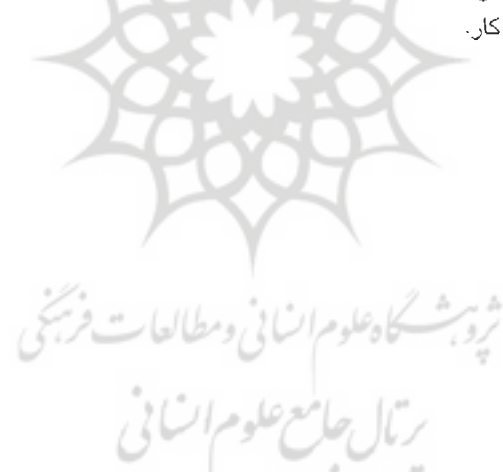 کار.
پژوهشگاه علوم انسانی و مطالعات فرهنگی
پرتال جامع علوم انسانی